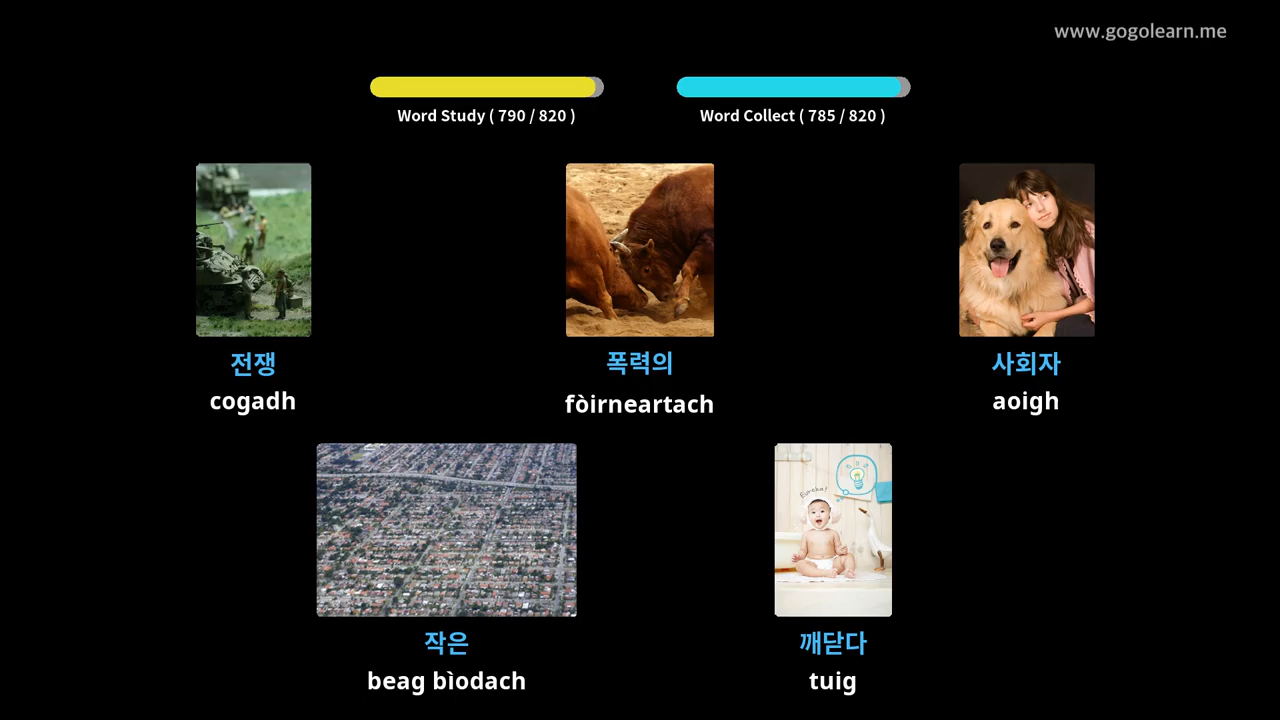 www.gogolearn.me
Word Study ( 790 / 820 )
Word Collect ( 785 / 820 )
전쟁
cogadh
폭력의
fòirneartach
사회자
aoigh
Eureka!
작은
beag bìodach
깨닫다
tuig